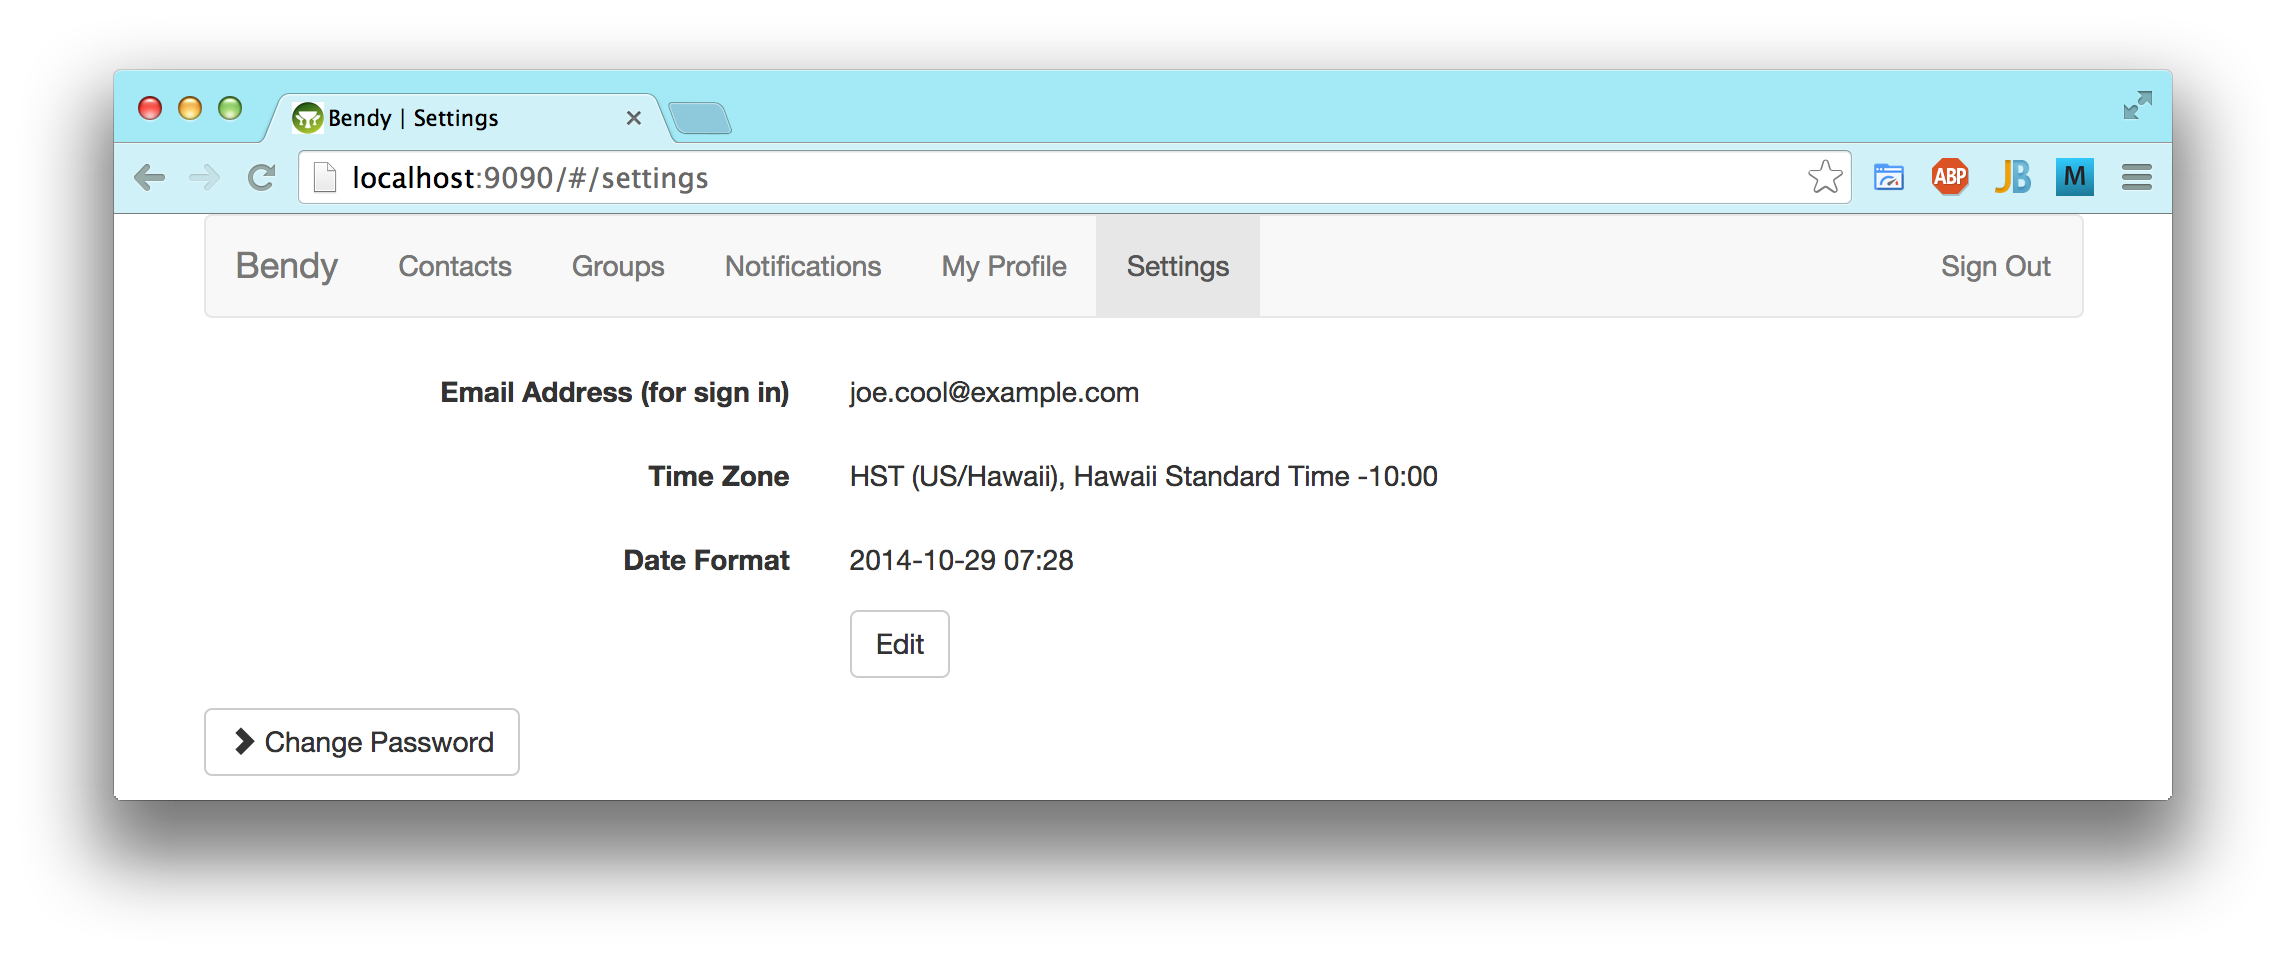 Bendy | Settings
localhost:9090/#/settings
ABP JB M
Bendy Contacts Groups Notifications My Profile Settings Sign Out
Email Address (for sign in) joe.cool@example.com
Time Zone HST (US/Hawaii), Hawaii Standard Time -10:00
Date Format 2014-10-29 07:28
Edit
Change Password